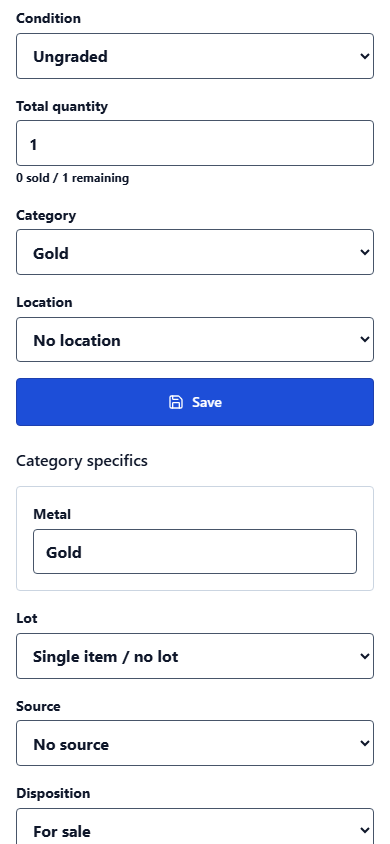 Condition
Ungraded
Total quantity
1
0 sold / 1 remaining
Category
Gold
Location
No location
Save
Category specifics
Metal
Gold
Lot
Single item / no lot
Source
No source
Disposition
For sale